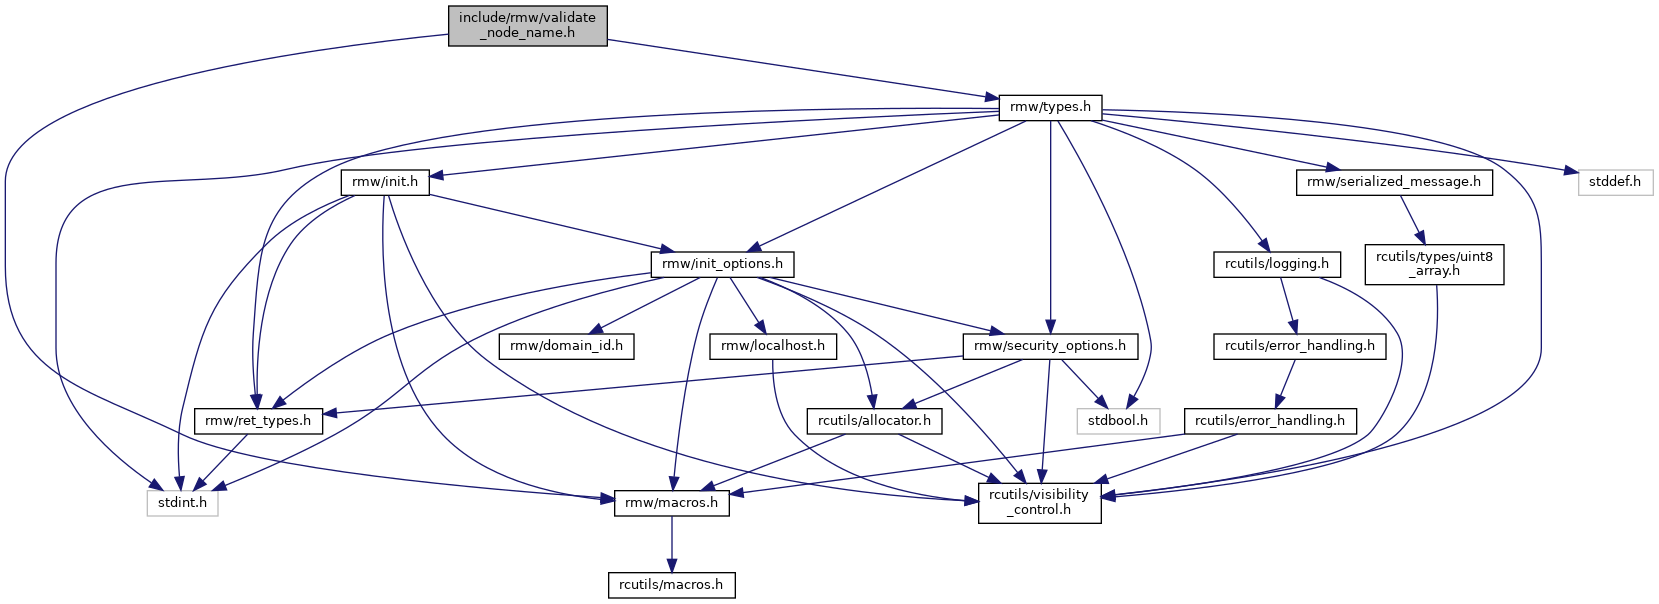 include/rmw/validate
_node_name.h
rmw/types.h
rmw/init.h
rmw/serialized_message.h
stddef.h
rmw/init_options.h
rcutils/logging.h
rcutils/types/uint8
_array.h
rmw/domain_id.h
rmw/localhost.h
rmw/security_options.h
rcutils/error_handling.h
rmw/ret_types.h
rcutils/allocator.h
stdbool.h
rcutils/error_handling.h
stdint.h
rmw/macros.h
rcutils/visibility
_control.h
rcutils/macros.h